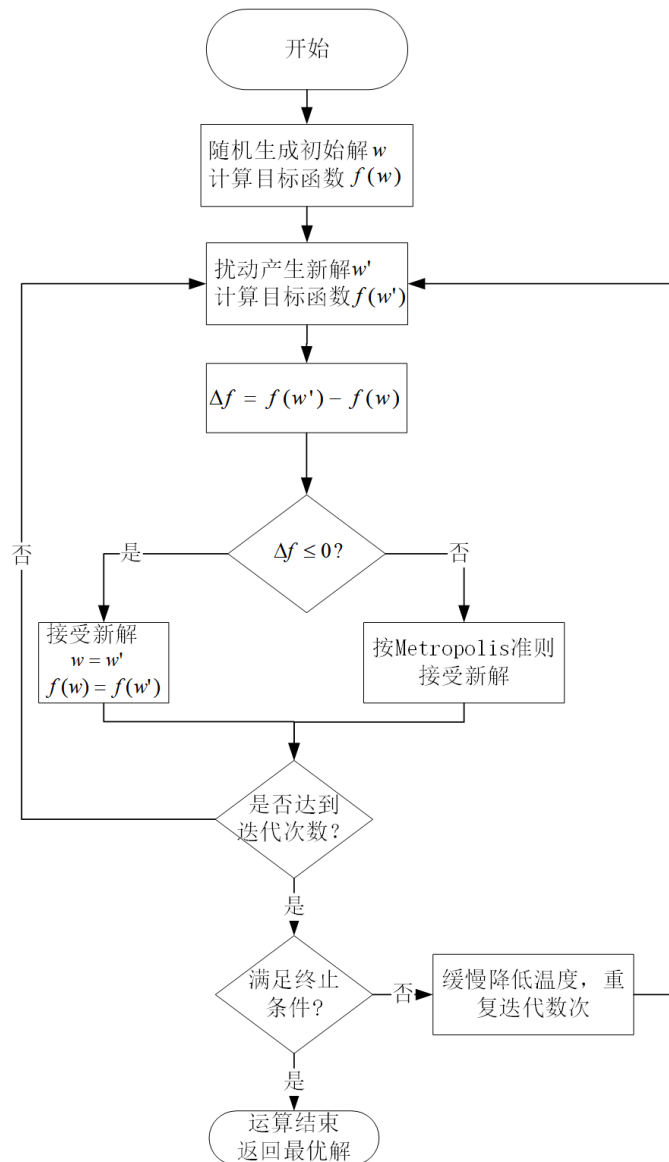 开始
随机生成初始解w
计算目标函数 f(w)
扰动产生新解w'
计算目标函数f(w')
Δf = f(w') − f(w)
Δf ≤ 0?
是
否
否
接受新解
w = w'
f(w) = f(w')
按Metropolis准则
接受新解
是否达到
迭代次数?
是
满足终止
条件?
否
缓慢降低温度，重
复迭代数次
是
运算结束
返回最优解